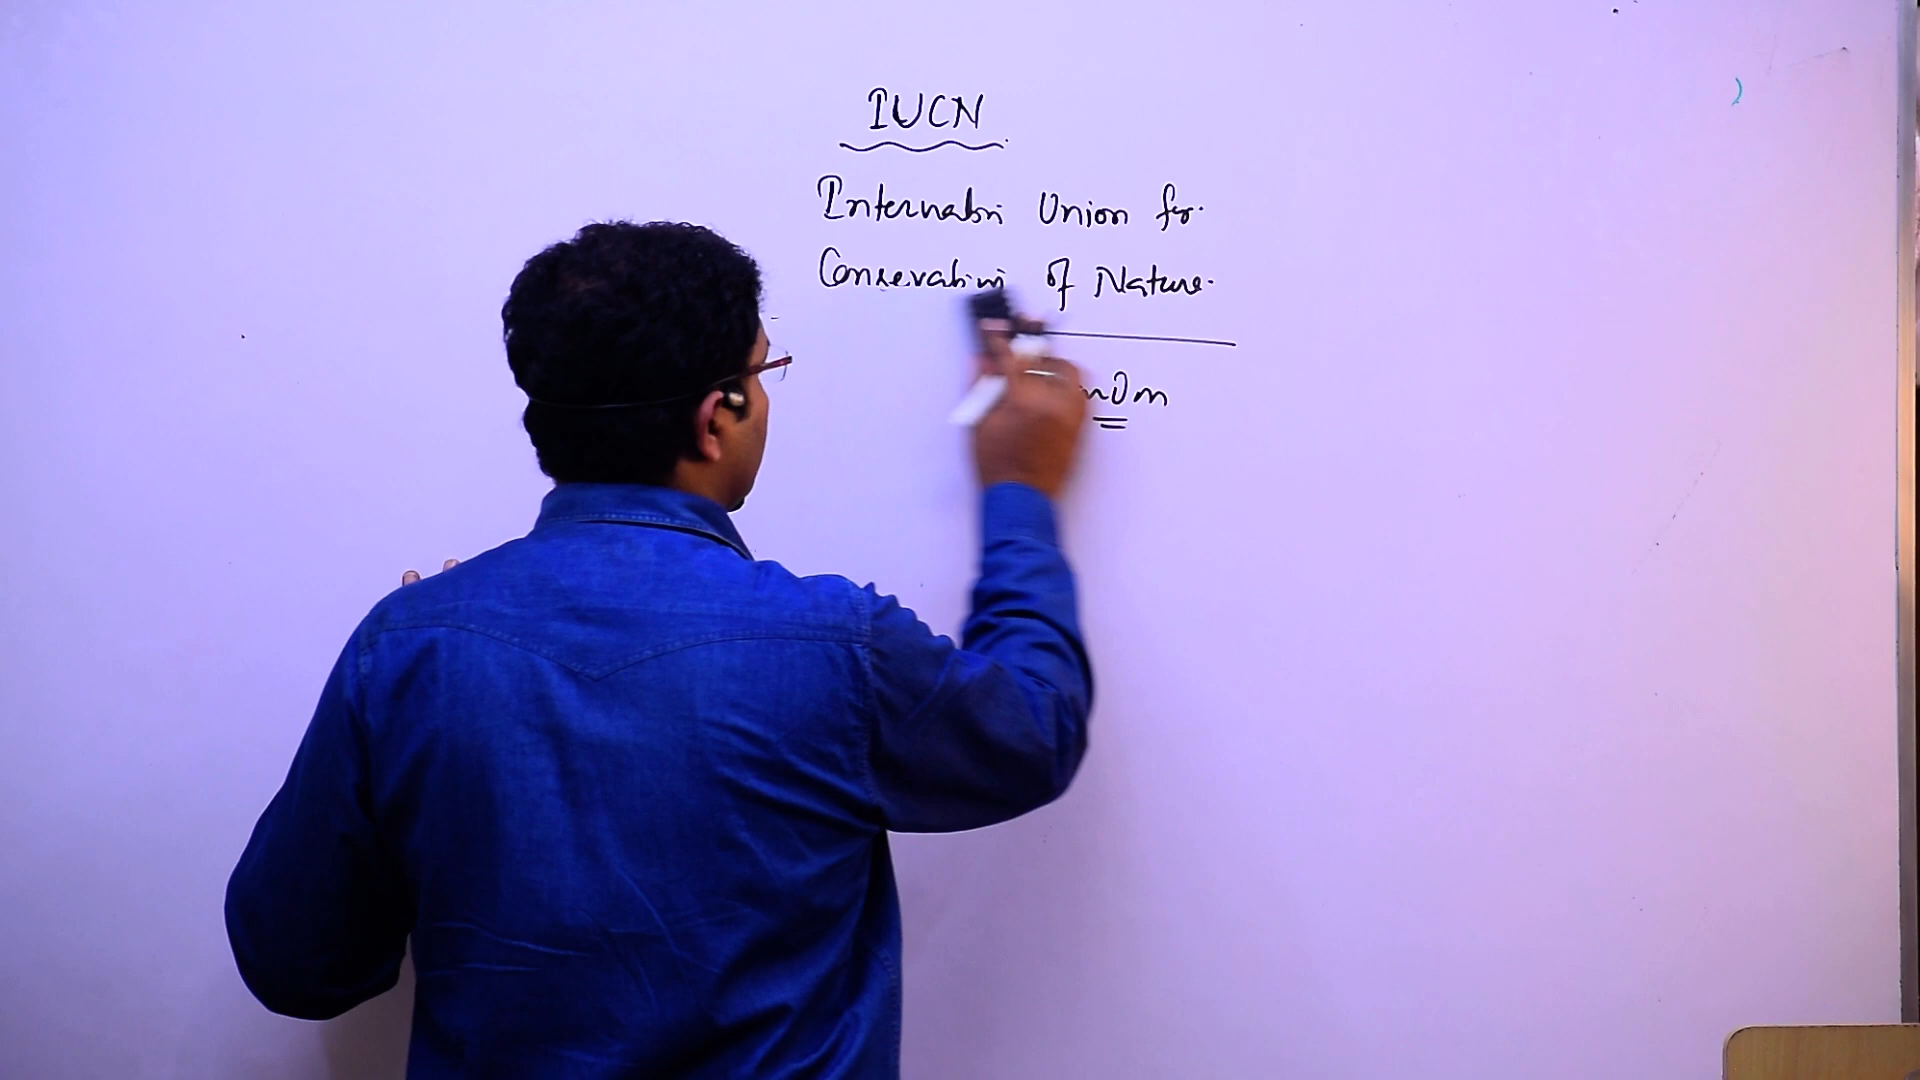 IUCN
Internation Union for
Conservation of Nature.